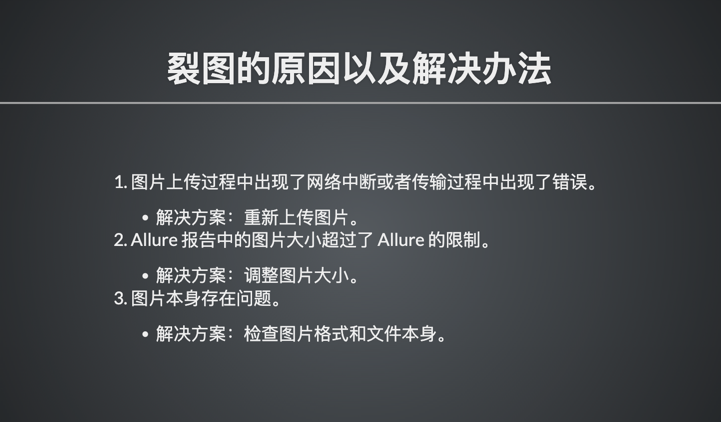 裂图的原因以及解决办法
1. 图片上传过程中出现了网络中断或者传输过程中出现了错误。
• 解决方案：重新上传图片。
2. Allure 报告中的图片大小超过了 Allure 的限制。
• 解决方案：调整图片大小。
3. 图片本身存在问题。
• 解决方案：检查图片格式和文件本身。